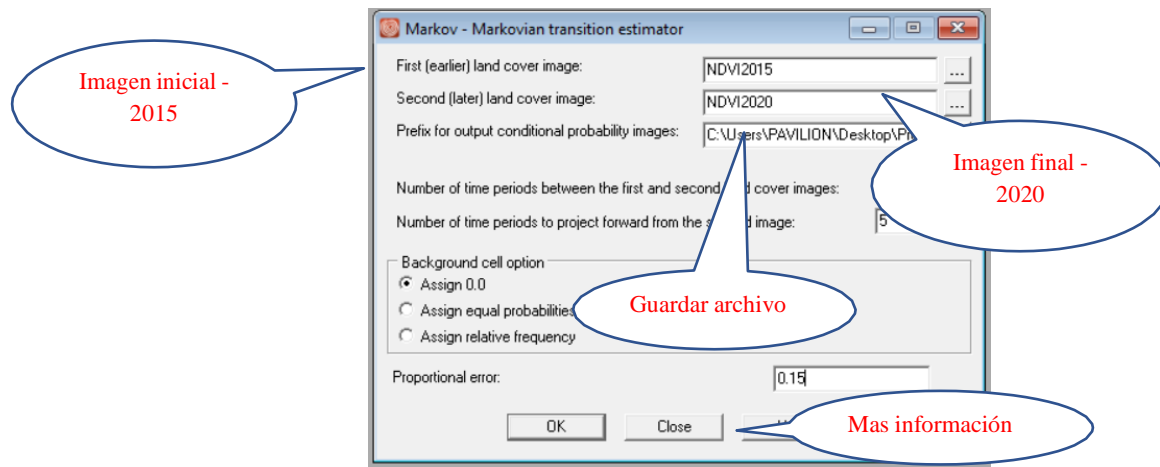 Markov - Markovian transition estimator
Imagen inicial -
2015
First (earlier) land cover image:
NDVI2015
...
Second (later) land cover image:
NDVI2020
...
Prefix for output conditional probability images:
C:\Users\PAVILION\Desktop\
Imagen final -
2020
Number of time periods between the first and cover images:
Number of time periods to project forward from the image:
5
Background cell option
Assign 0.0
Assign equal probabilities
Assign relative frequency
Guardar archivo
Proportional error:
0.15
OK
Close
Mas información